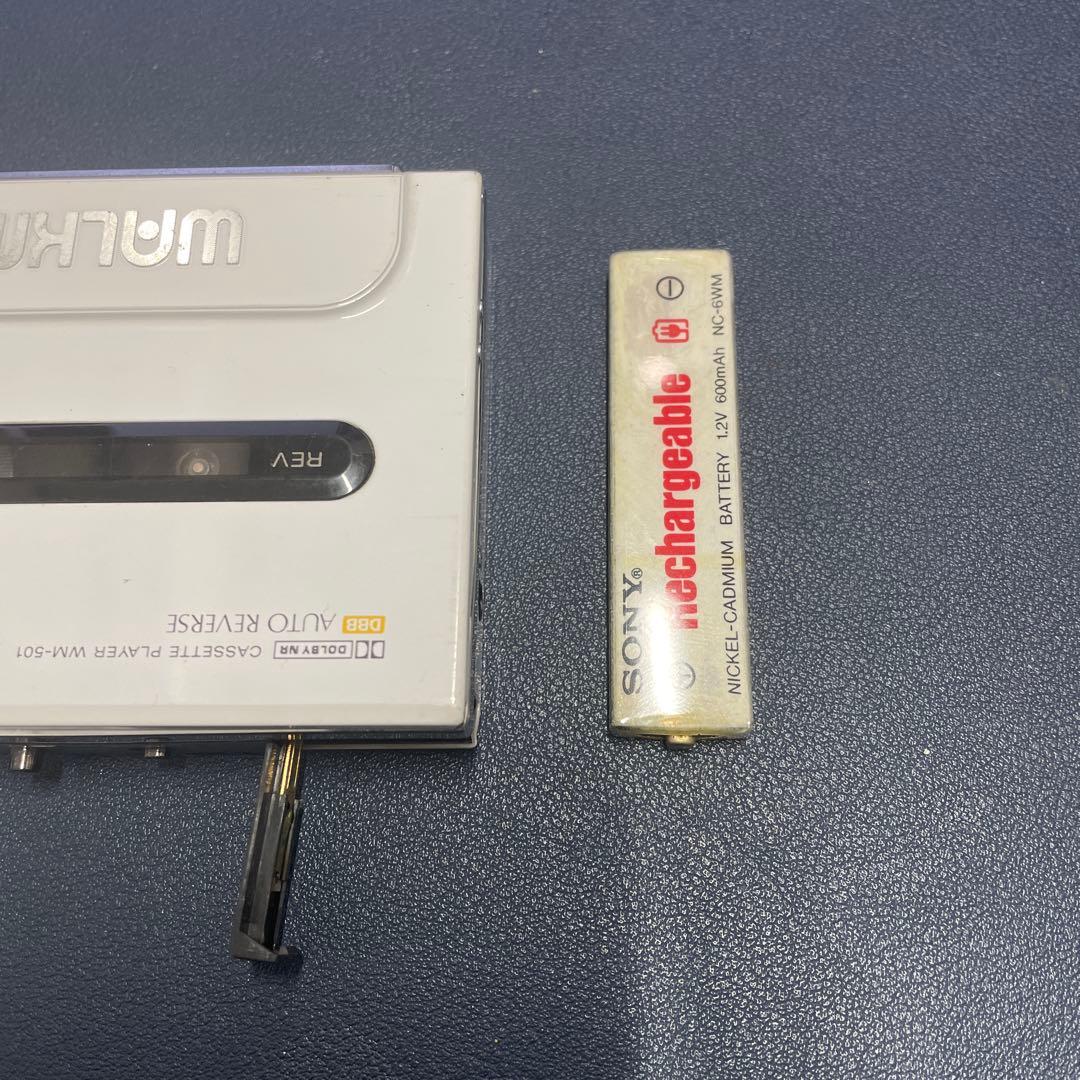 WALKM
REV
DBB AUTO REVERSE
DOLBY NR CASSETTE PLAYER WM-501
SONY®
Rechargeable
NICKEL-CADMIUM BATTERY 1.2V 600mAh NC-6WM